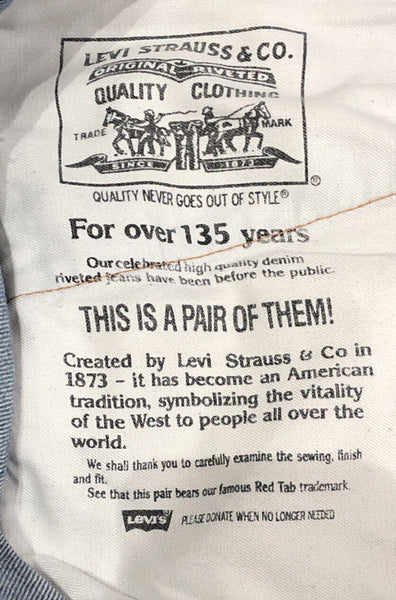 LEVI STRAUSS & CO.
ORIGINAL RIVETED
QUALITY CLOTHING
TRADE MARK
SINCE 1873
®
QUALITY NEVER GOES OUT OF STYLE®
For over 135 years
Our celebrated high quality denim
riveted jeans have been before the public.
THIS IS A PAIR OF THEM!
Created by Levi Strauss & Co in
1873 – it has become an American
tradition, symbolizing the vitality
of the West to people all over the
world.
We shall thank you to carefully examine the sewing, finish
and fit.
See that this pair bears our famous Red Tab trademark.
LEVI'S PLEASE DONATE WHEN NO LONGER NEEDED